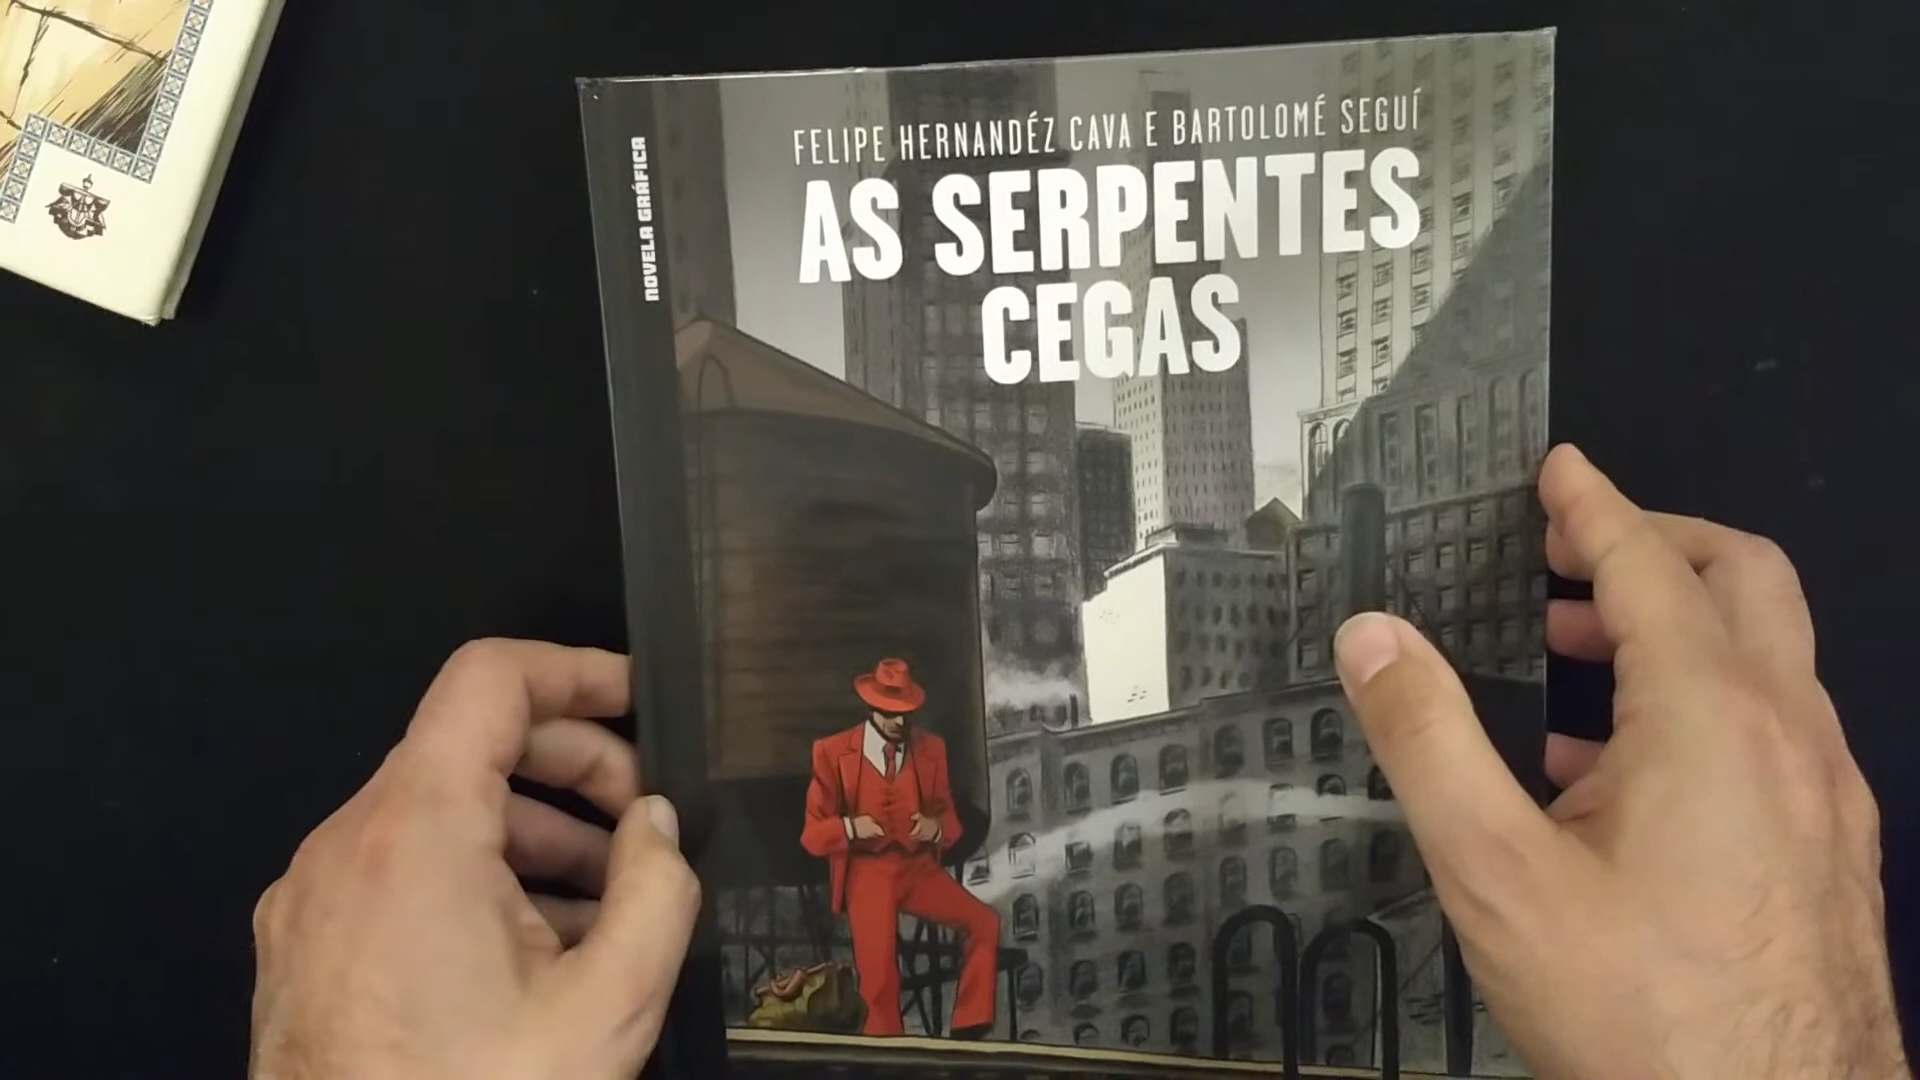 FELIPE HERNANDÉZ CAVA E BARTOLOMÉ SEGUÍ
AS SERPENTES
CEGAS
NOVELA GRÁFICA